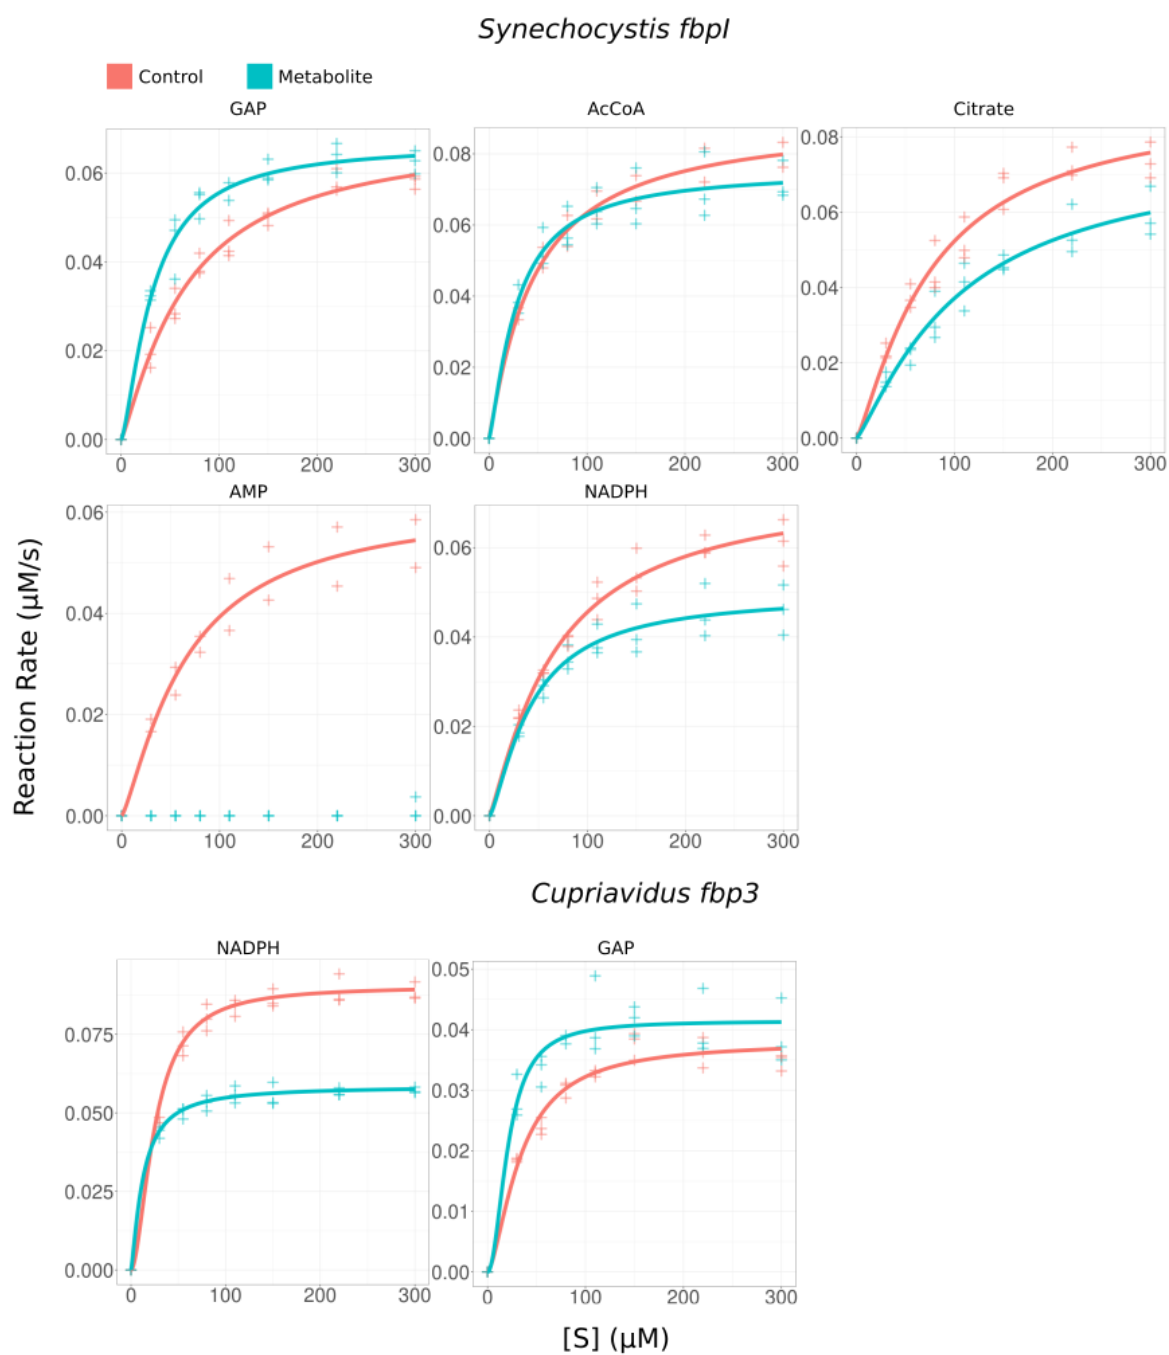 Synechocystis fbpI
Control Metabolite
GAP AcCoA Citrate
0.06 0.08 0.08
0.04 0.06 0.06
0.02 0.04 0.04
0.00 0.02 0.02
0.00 0.00
0 100 200 300 0 100 200 300 0 100 200 300
AMP NADPH
0.06 0.06
0.04 0.04
0.02 0.02
0.00 0.00
0 100 200 300 0 100 200 300
Reaction Rate (μM/s)
Cupriavidus fbp3
NADPH GAP
0.075 0.05
0.050 0.04
0.025 0.03
0.000 0.02
0.01
0.00
0 100 200 300 0 100 200 300
[S] (μM)